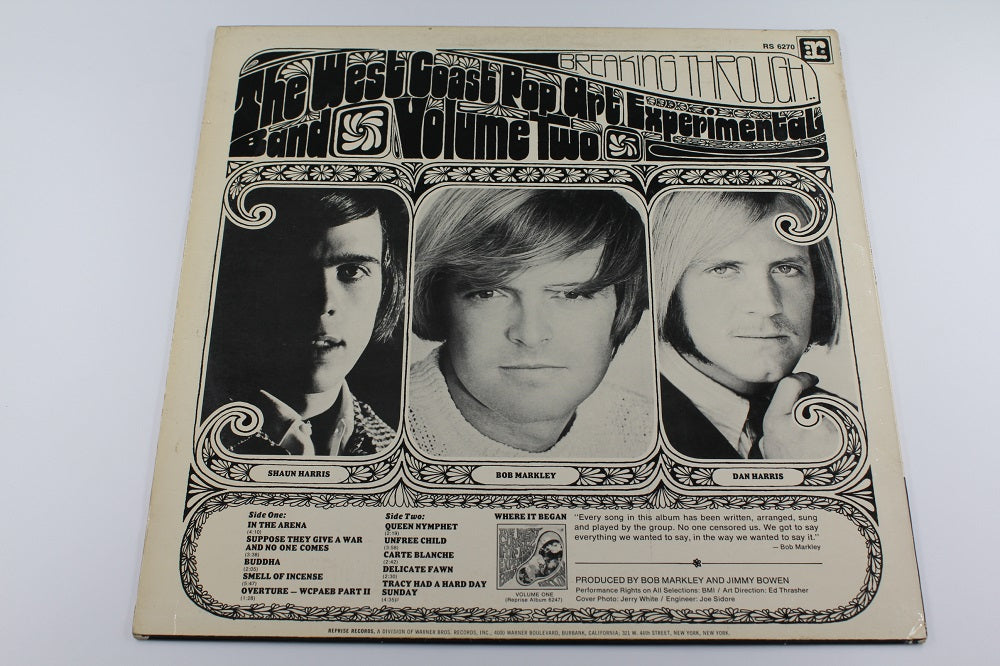 RS 6270
BREAKING THROUGH..
The West Coast Pop Art Experimental
Band Volume Two
SHAUN HARRIS
BOB MARKLEY
DAN HARRIS
Side One:
IN THE ARENA
(4:10)
SUPPOSE THEY GIVE A WAR
AND NO ONE COMES
(3:38)
BUDDHA
(2:05)
SMELL OF INCENSE
(5:47)
OVERTURE — WCPAEB PART II
(1:28)
Side Two:
QUEEN NYMPHET
(2:19)
UNFREE CHILD
(3:58)
CARTE BLANCHE
(2:42)
DELICATE FAWN
(2:30)
TRACY HAD A HARD DAY
SUNDAY
(4:35)
WHERE IT BEGAN
VOLUME ONE
(Reprise Album 6247)
"Every song in this album has been written, arranged, sung
and played by the group. No one censored us. We got to say
everything we wanted to say, in the way we wanted to say it."
— Bob Markley
PRODUCED BY BOB MARKLEY AND JIMMY BOWEN
Performance Rights on All Selections: BMI / Art Direction: Ed Thrasher
Cover Photo: Jerry White / Engineer: Joe Sidore
REPRISE RECORDS, A DIVISION OF WARNER BROS. RECORDS, INC., 4000 WARNER BOULEVARD, BURBANK, CALIFORNIA; 321 W. 44th STREET, NEW YORK, NEW YORK.